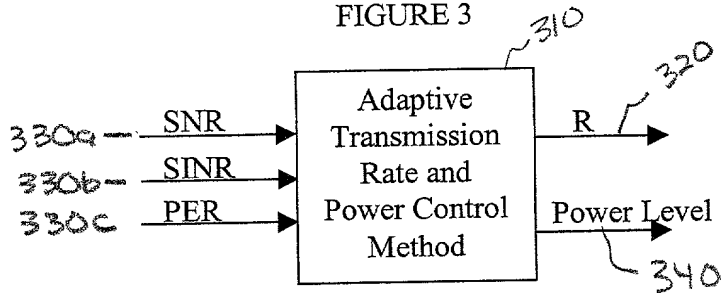 FIGURE 3
310
320
330a
SNR
330b
SINR
330c
PER
Adaptive
Transmission
Rate and
Power Control
Method
R
Power Level
340